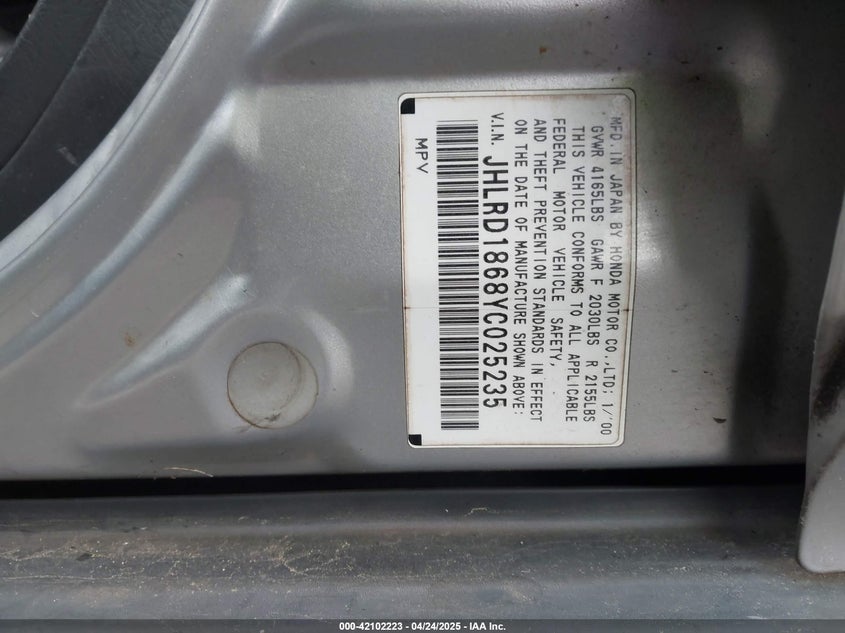 MFD. IN JAPAN BY HONDA MOTOR CO.,LTD; 1/'00
GVWR 4165LBS GAWR F 2030LBS R 2155LBS
THIS VEHICLE CONFORMS TO ALL APPLICABLE
FEDERAL MOTOR VEHICLE SAFETY,
AND THEFT PREVENTION STANDARDS IN EFFECT
ON THE DATE OF MANUFACTURE SHOWN ABOVE:
V.I.N. JHLRD1868YC025235
MPV
000-42102223 - 04/24/2025 - IAA Inc.